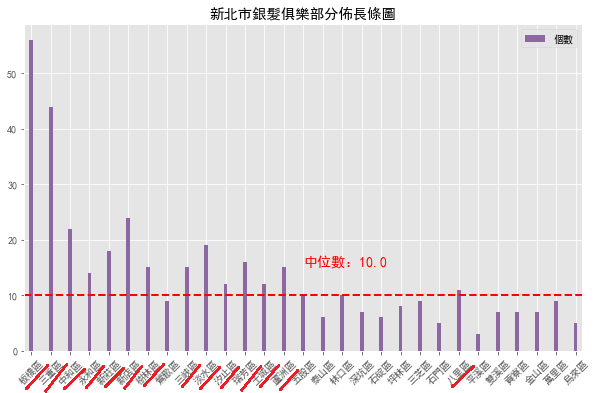 新北市銀髮俱樂部分佈長條圖
個數
50
40
30
20
中位數：10.0
10
0
板橋區 三重區 中和區 永和區 新莊區 新店區 樹林區 鶯歌區 三峽區 淡水區 汐止區 瑞芳區 土城區 蘆洲區 五股區 泰山區 林口區 深坑區 石碇區 坪林區 三芝區 石門區 八里區 平溪區 雙溪區 貢寮區 金山區 萬里區 烏來區